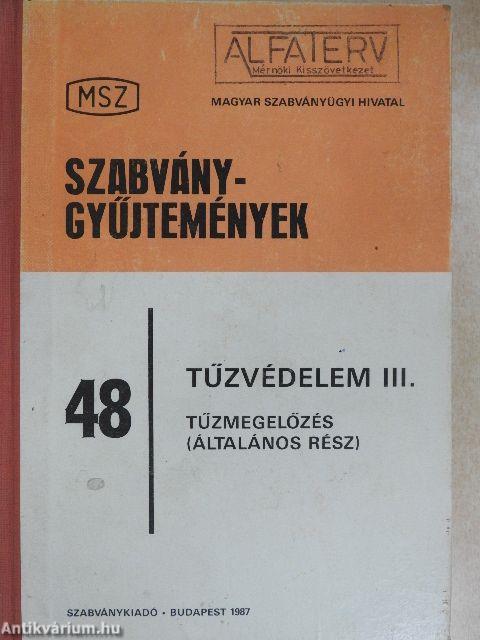 ALFATERV
Mérnöki Kisszövetkezet
MSZ
MAGYAR SZABVÁNYÜGYI HIVATAL
SZABVÁNY-
GYŰJTEMÉNYEK
48
TŰZVÉDELEM III.
TŰZMEGELŐZÉS
(ÁLTALÁNOS RÉSZ)
SZABVÁNYKIADÓ • BUDAPEST 1987
Antikvárium.hu